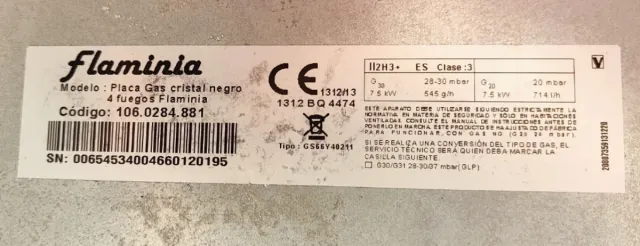 flaminia
Modelo : Placa Gas cristal negro
4 fuegos Flaminia
Código: 106.0284.881
SN: 00654534004660120195
CE 1312/13
1312 BQ 4474
Tipo : GS66Y40211
II2H3+ ES Clase :3
G30 28-30 mbar G20 20 mbar
7.5 kW 545 g/h 7.5 kW 714 l/h
ESTE APARATO DEBE UTILIZARSE SIGUIENDO ESTRICTAMENTE LA
NORMATIVA EN MATERIA DE SEGURIDAD Y SOLO EN HABITACIONES
VENTILADAS. CONSULTE EL MANUAL DE INSTRUCCIONES ANTES DE
PONERLO EN MARCHA. ESTE PRODUCTO SE HA AJUSTADO DE FÁBRICA
PARA FUNCIONAR, CON GAS NG (G20 20 mbar)
SI SE REALIZA UNA CONVERSIÓN DEL TIPO DE GAS, EL
SERVICIO TÉCNICO SERÁ QUIEN DEBA MARCAR LA
CASILLA SIGUIENTE.
G30/G31 28-30/37 mbar (GLP)
V